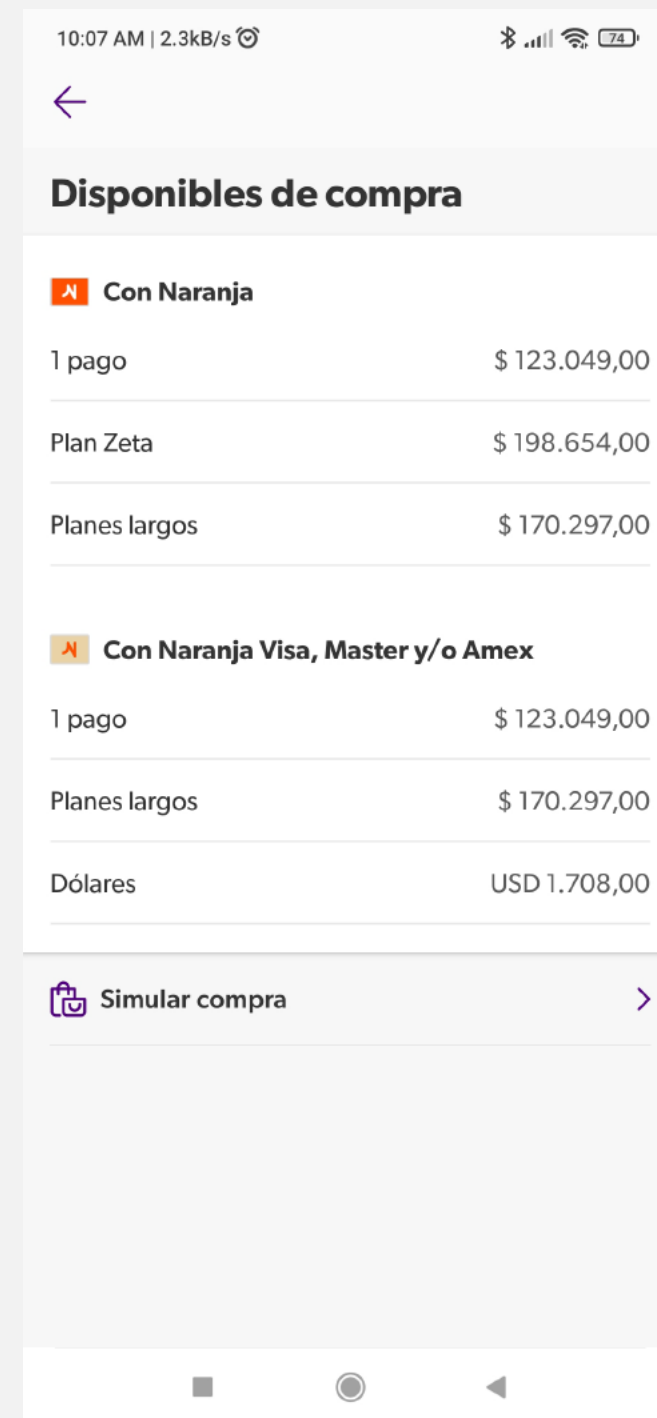 10:07 AM | 2.3kB/s 74
Disponibles de compra
Con Naranja
1 pago $ 123.049,00
Plan Zeta $ 198.654,00
Planes largos $ 170.297,00
Con Naranja Visa, Master y/o Amex
1 pago $ 123.049,00
Planes largos $ 170.297,00
Dólares USD 1.708,00
Simular compra